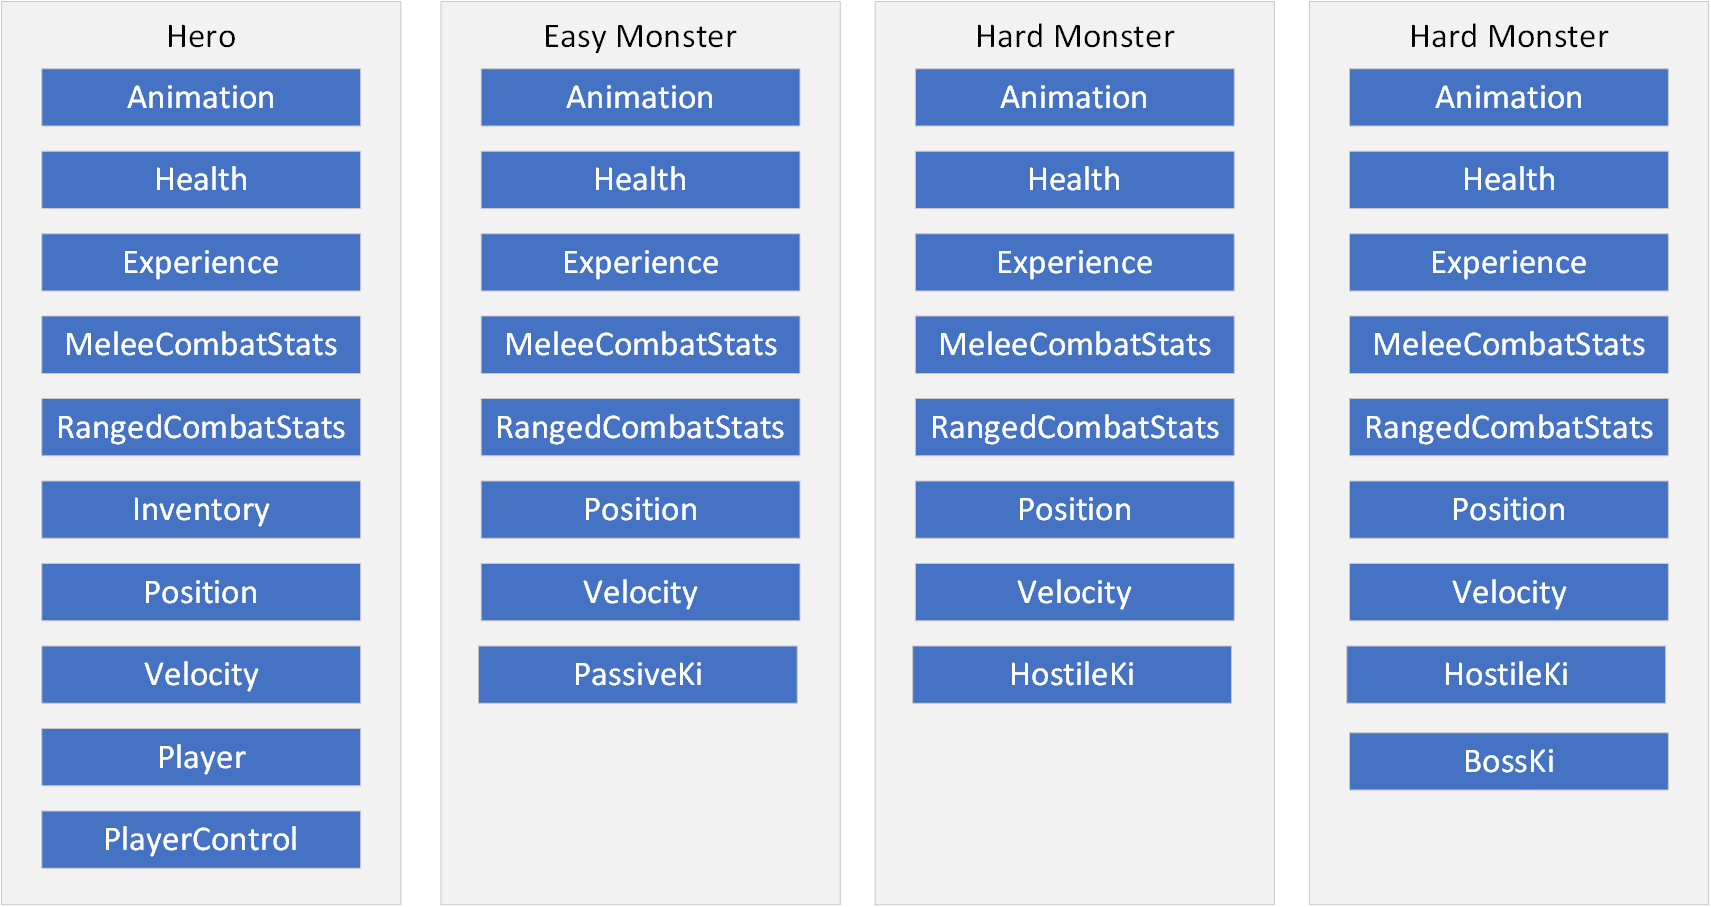 Hero
Animation
Health
Experience
MeleeCombatStats
RangedCombatStats
Inventory
Position
Velocity
Player
PlayerControl
Easy Monster
Animation
Health
Experience
MeleeCombatStats
RangedCombatStats
Position
Velocity
PassiveKi
Hard Monster
Animation
Health
Experience
MeleeCombatStats
RangedCombatStats
Position
Velocity
HostileKi
Hard Monster
Animation
Health
Experience
MeleeCombatStats
RangedCombatStats
Position
Velocity
HostileKi
BossKi